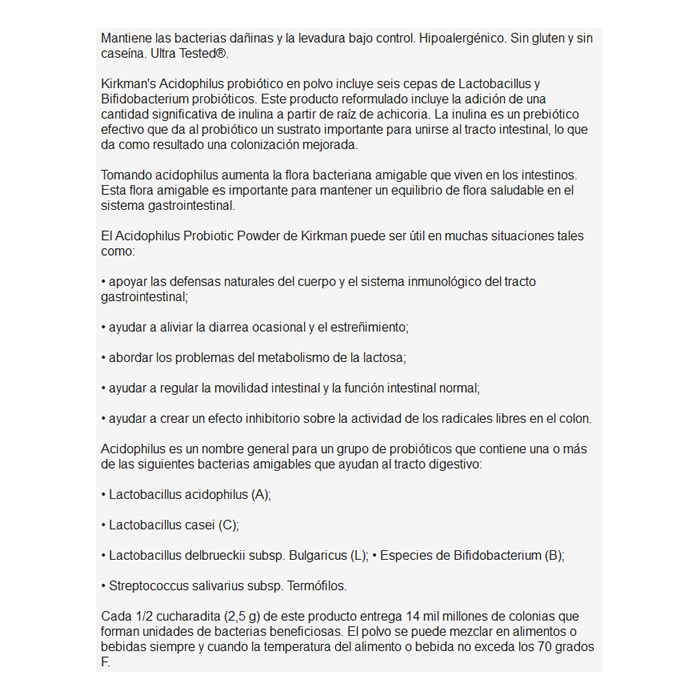 Mantiene las bacterias dañinas y la levadura bajo control. Hipoalergénico. Sin gluten y sin
caseína. Ultra Tested®.
Kirkman's Acidophilus probiótico en polvo incluye seis cepas de Lactobacillus y
Bifidobacterium probióticos. Este producto reformulado incluye la adición de una
cantidad significativa de inulina a partir de raíz de achicoria. La inulina es un prebiótico
efectivo que da al probiótico un sustrato importante para unirse al tracto intestinal, lo que
da como resultado una colonización mejorada.
Tomando acidophilus aumenta la flora bacteriana amigable que viven en los intestinos.
Esta flora amigable es importante para mantener un equilibrio de flora saludable en el
sistema gastrointestinal.
El Acidophilus Probiotic Powder de Kirkman puede ser útil en muchas situaciones tales
como:
• apoyar las defensas naturales del cuerpo y el sistema inmunológico del tracto
gastrointestinal;
• ayudar a aliviar la diarrea ocasional y el estreñimiento;
• abordar los problemas del metabolismo de la lactosa;
• ayudar a regular la movilidad intestinal y la función intestinal normal;
• ayudar a crear un efecto inhibitorio sobre la actividad de los radicales libres en el colon.
Acidophilus es un nombre general para un grupo de probióticos que contiene una o más
de las siguientes bacterias amigables que ayudan al tracto digestivo:
• Lactobacillus acidophilus (A);
• Lactobacillus casei (C);
• Lactobacillus delbrueckii subsp. Bulgaricus (L); • Especies de Bifidobacterium (B);
• Streptococcus salivarius subsp. Termófilos.
Cada 1/2 cucharadita (2,5 g) de este producto entrega 14 mil millones de colonias que
forman unidades de bacterias beneficiosas. El polvo se puede mezclar en alimentos o
bebidas siempre y cuando la temperatura del alimento o bebida no exceda los 70 grados
F.